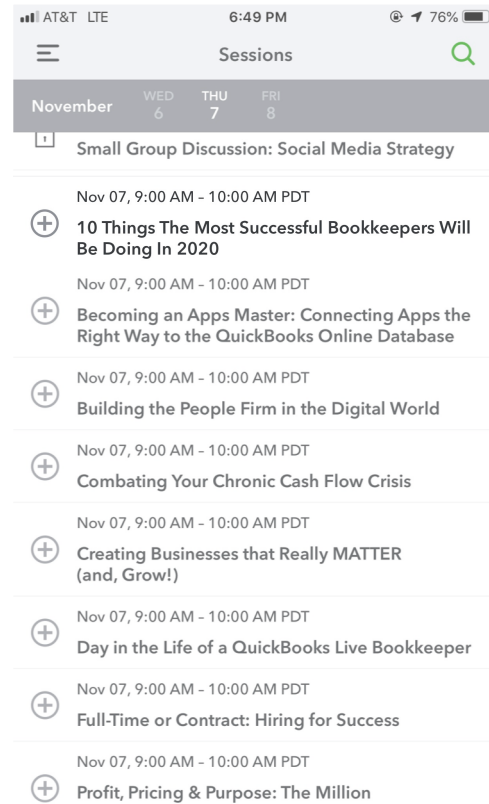 AT&T LTE 6:49 PM 76%
Sessions
November WED 6 THU 7 FRI 8
Small Group Discussion: Social Media Strategy
Nov 07, 9:00 AM – 10:00 AM PDT
10 Things The Most Successful Bookkeepers Will
Be Doing In 2020
Nov 07, 9:00 AM – 10:00 AM PDT
Becoming an Apps Master: Connecting Apps the
Right Way to the QuickBooks Online Database
Nov 07, 9:00 AM – 10:00 AM PDT
Building the People Firm in the Digital World
Nov 07, 9:00 AM – 10:00 AM PDT
Combating Your Chronic Cash Flow Crisis
Nov 07, 9:00 AM – 10:00 AM PDT
Creating Businesses that Really MATTER
(and, Grow!)
Nov 07, 9:00 AM – 10:00 AM PDT
Day in the Life of a QuickBooks Live Bookkeeper
Nov 07, 9:00 AM – 10:00 AM PDT
Full-Time or Contract: Hiring for Success
Nov 07, 9:00 AM – 10:00 AM PDT
Profit, Pricing & Purpose: The Million